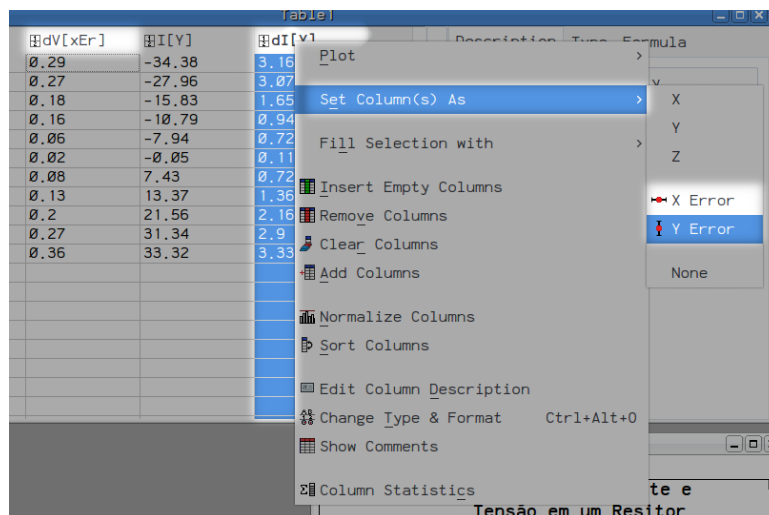 Table1
dV[xEr] I[Y] dI[Y] Description Type Formula
0.29 -34.38 3.16
0.27 -27.96 3.07
0.18 -15.83 1.65
0.16 -10.79 0.94
0.06 -7.94 0.72
0.02 -0.05 0.11
0.08 7.43 0.72
0.13 13.37 1.36
0.2 21.56 2.16
0.27 31.34 2.9
0.36 33.32 3.33
Plot
Set Column(s) As
Fill Selection with
Insert Empty Columns
Remove Columns
Clear Columns
Add Columns
Normalize Columns
Sort Columns
Edit Column Description
Change Type & Format Ctrl+Alt+O
Show Comments
Column Statistics
X
Y
Z
X Error
Y Error
None
te e
Tensão em um Resitor